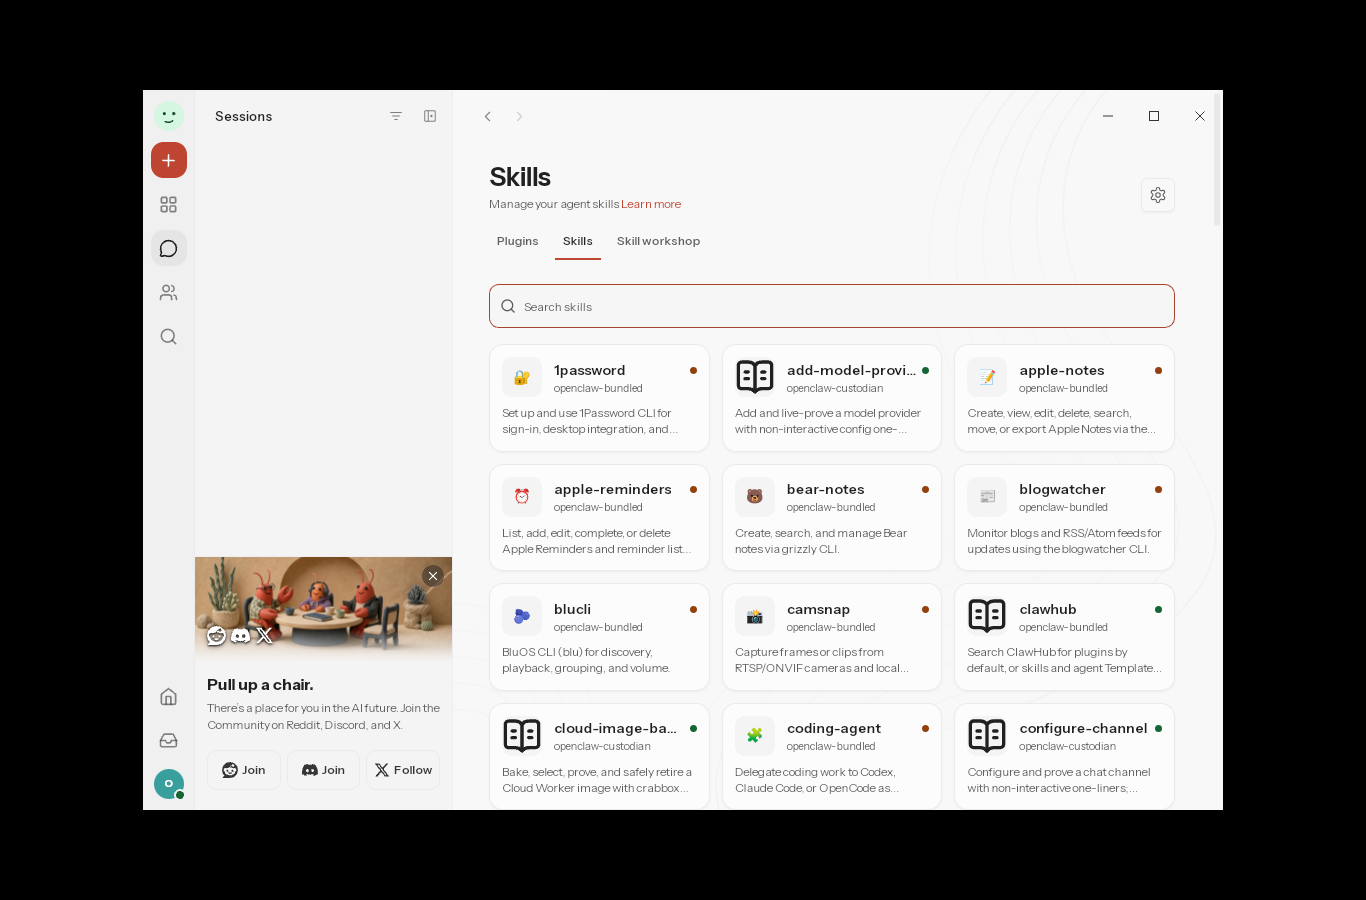 Sessions
Skills
Manage your agent skills Learn more
Plugins
Skills
Skill workshop
Search skills
1password
openclaw-bundled
Set up and use 1Password CLI for
sign-in, desktop integration, and…
add-model-provi…
openclaw-custodian
Add and live-prove a model provider
with non-interactive config one-…
apple-notes
openclaw-bundled
Create, view, edit, delete, search,
move, or export Apple Notes via the…
apple-reminders
openclaw-bundled
List, add, edit, complete, or delete
Apple Reminders and reminder list…
bear-notes
openclaw-bundled
Create, search, and manage Bear
notes via grizzly CLI.
blogwatcher
openclaw-bundled
Monitor blogs and RSS/Atom feeds for
updates using the blogwatcher CLI.
blucli
openclaw-bundled
BluOS CLI (blu) for discovery,
playback, grouping, and volume.
camsnap
openclaw-bundled
Capture frames or clips from
RTSP/ONVIF cameras and local…
clawhub
openclaw-bundled
Search ClawHub for plugins by
default, or skills and agent Template…
cloud-image-ba…
openclaw-custodian
Bake, select, prove, and safely retire a
Cloud Worker image with crabbox…
coding-agent
openclaw-bundled
Delegate coding work to Codex,
Claude Code, or OpenCode as…
configure-channel
openclaw-custodian
Configure and prove a chat channel
with non-interactive one-liners;…
Pull up a chair.
There's a place for you in the AI future. Join the
Community on Reddit, Discord, and X.
Join
Join
Follow
O